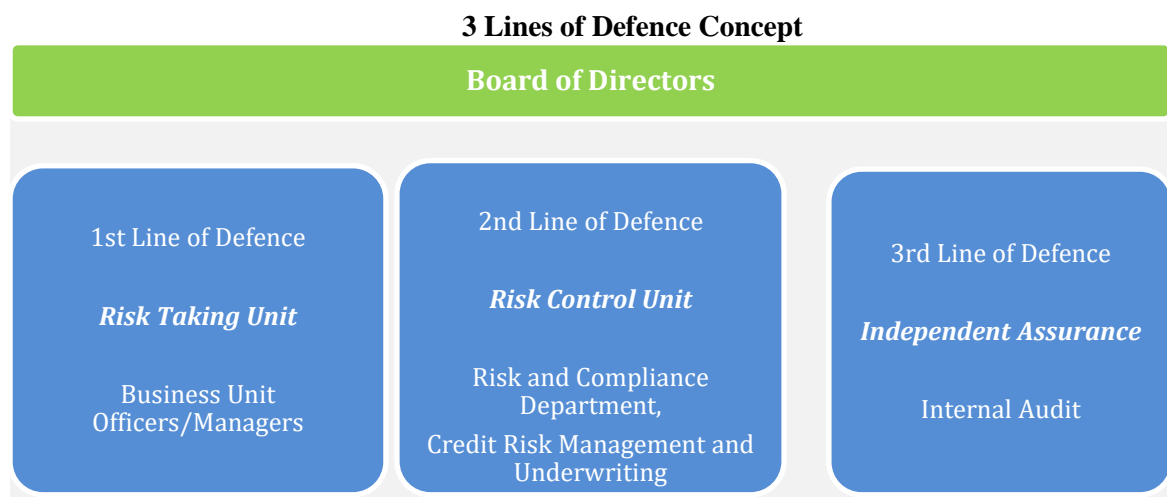 3 Lines of Defence Concept
Board of Directors
1st Line of Defence
Risk Taking Unit
Business Unit
Officers/Managers
2nd Line of Defence
Risk Control Unit
Risk and Compliance
Department,
Credit Risk Management and
Underwriting
3rd Line of Defence
Independent Assurance
Internal Audit